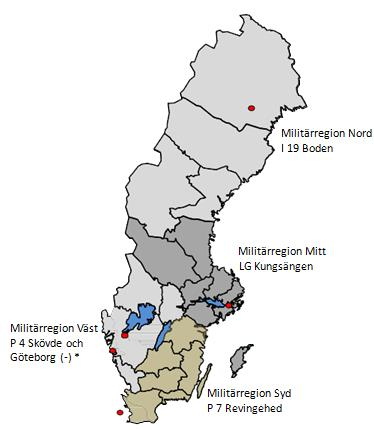 Militärregion Nord
I 19 Boden
Militärregion Mitt
LG Kungsängen
Militärregion Väst
P 4 Skövde och
Göteborg (-) *
Militärregion Syd
P 7 Revingehed